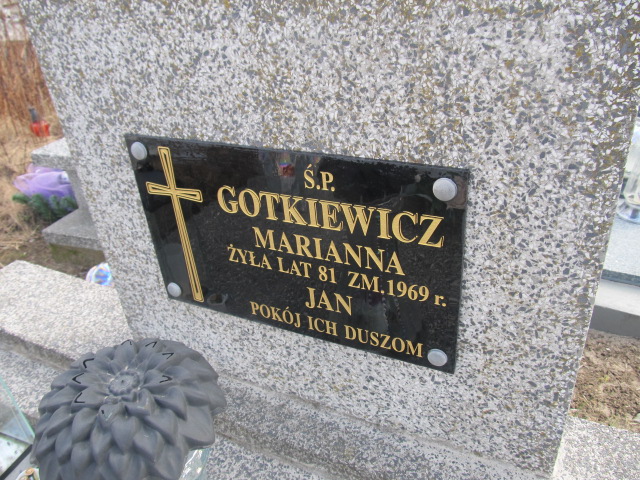 Ś.P.
GOTKIEWICZ
MARIANNA
ŻYŁA LAT 81 ZM.1969 r.
JAN
POKÓJ ICH DUSZOM